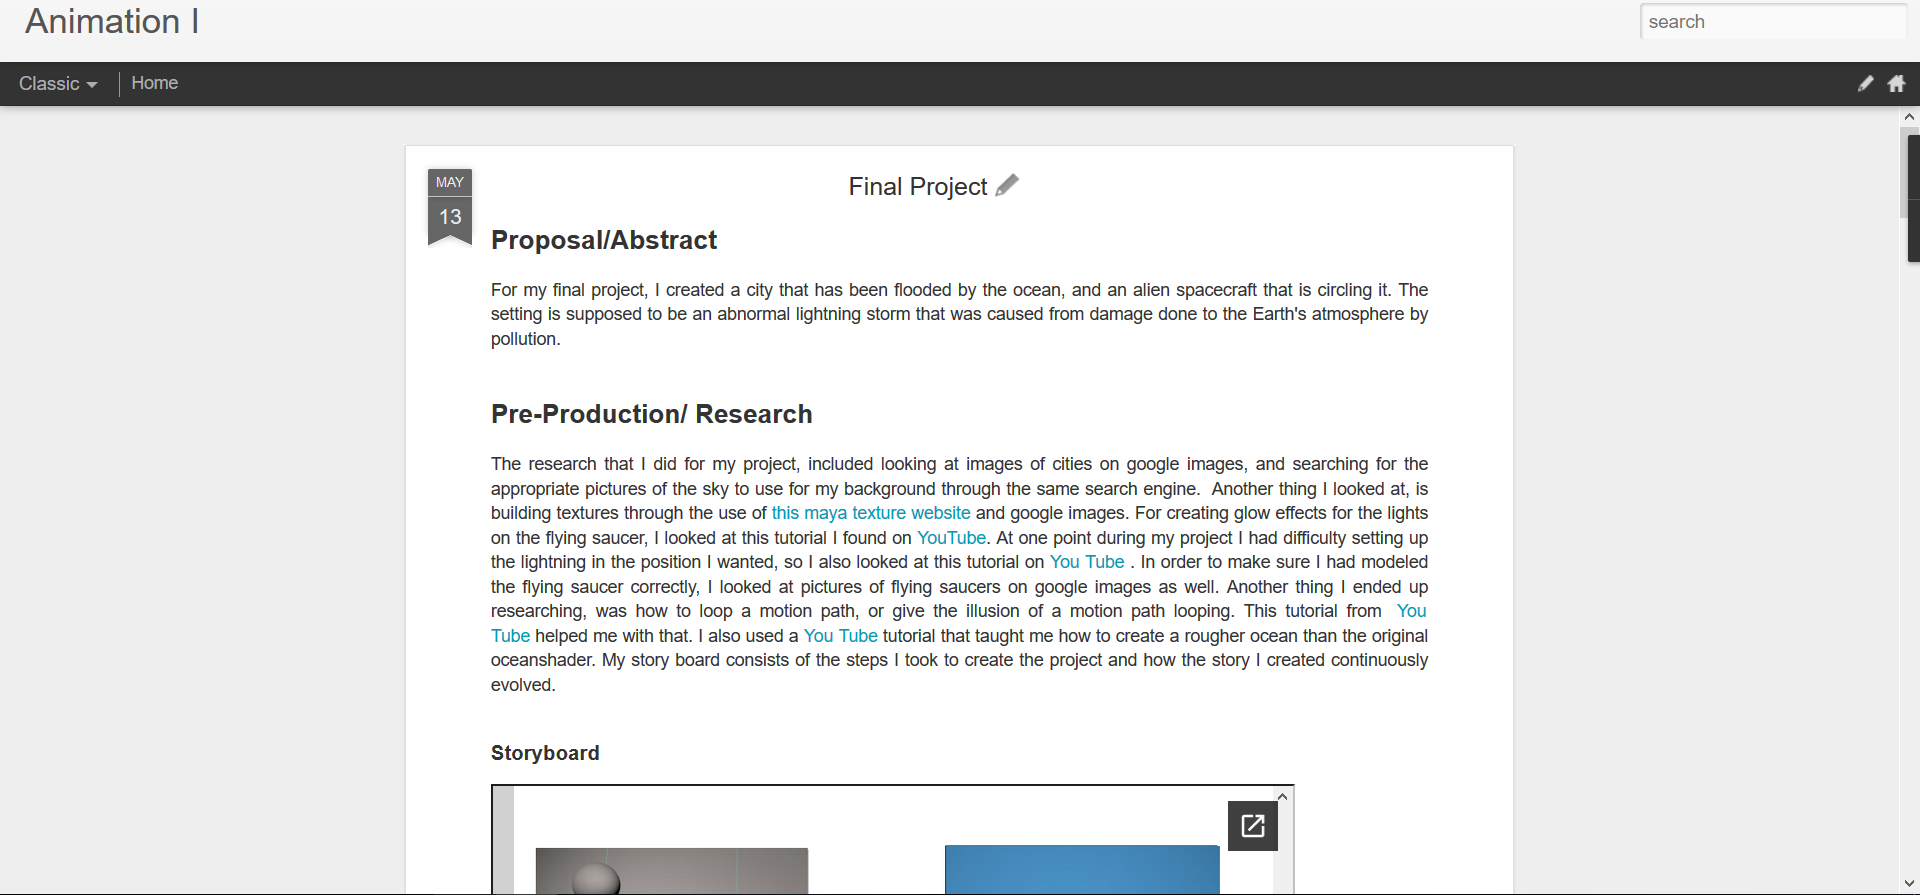 Animation I
search
Classic
Home
MAY
13
Final Project
Proposal/Abstract
For my final project, I created a city that has been flooded by the ocean, and an alien spacecraft that is circling it. The
setting is supposed to be an abnormal lightning storm that was caused from damage done to the Earth's atmosphere by
pollution.
Pre-Production/ Research
The research that I did for my project, included looking at images of cities on google images, and searching for the
appropriate pictures of the sky to use for my background through the same search engine.  Another thing I looked at, is
building textures through the use of this maya texture website and google images. For creating glow effects for the lights
on the flying saucer, I looked at this tutorial I found on YouTube. At one point during my project I had difficulty setting up
the lightning in the position I wanted, so I also looked at this tutorial on You Tube . In order to make sure I had modeled
the flying saucer correctly, I looked at pictures of flying saucers on google images as well. Another thing I ended up
researching, was how to loop a motion path, or give the illusion of a motion path looping. This tutorial from  You
Tube helped me with that. I also used a You Tube tutorial that taught me how to create a rougher ocean than the original
oceanshader. My story board consists of the steps I took to create the project and how the story I created continuously
evolved.
Storyboard